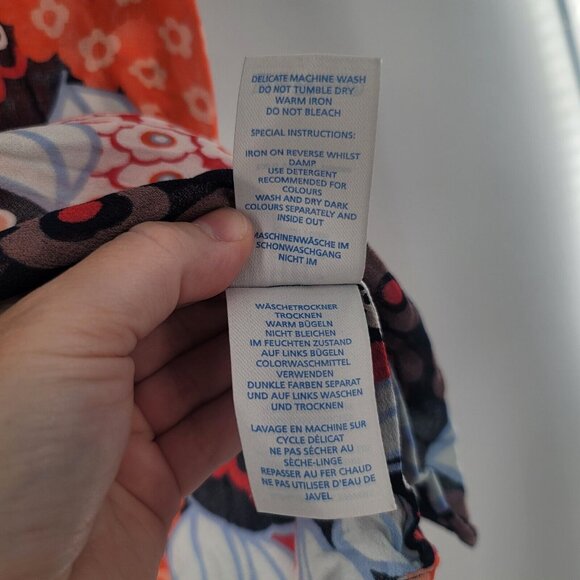 DELICATE MACHINE WASH
DO NOT TUMBLE DRY
WARM IRON
DO NOT BLEACH
SPECIAL INSTRUCTIONS:
IRON ON REVERSE WHILST
DAMP
USE DETERGENT
RECOMMENDED FOR
COLOURS
WASH AND DRY DARK
COLOURS SEPARATELY AND
INSIDE OUT
MASCHINENWÄSCHE IM
SCHONWASCHGANG
NICHT IM
WÄSCHETROCKNER
TROCKNEN
WARM BÜGELN
NICHT BLEICHEN
IM FEUCHTEN ZUSTAND
AUF LINKS BÜGELN
COLORWASCHMITTEL
VERWENDEN
DUNKLE FARBEN SEPARAT
UND AUF LINKS WASCHEN
UND TROCKNEN
LAVAGE EN MACHINE SUR
CYCLE DÉLICAT
NE PAS SÉCHER AU
SÈCHE-LINGE
REPASSER AU FER CHAUD
NE PAS UTILISER D'EAU DE
JAVEL